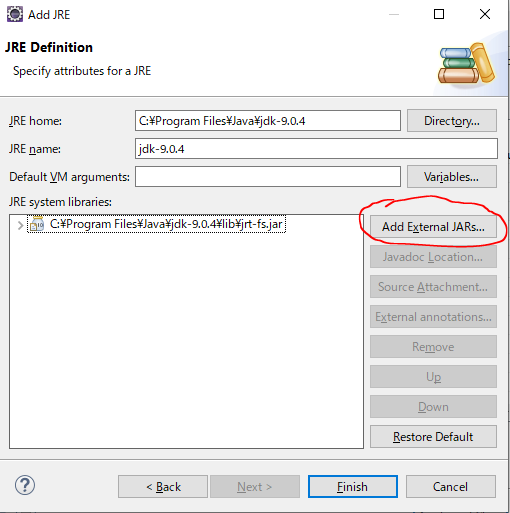 Add JRE
JRE Definition
Specify attributes for a JRE
JRE home: C:¥Program Files¥Java¥jdk-9.0.4 Directory...
JRE name: jdk-9.0.4
Default VM arguments: Variables...
JRE system libraries:
C:¥Program Files¥Java¥jdk-9.0.4¥lib¥jrt-fs.jar
Add External JARs...
Javadoc Location...
Source Attachment...
External annotations...
Remove
Up
Down
Restore Default
? < Back Next > Finish Cancel